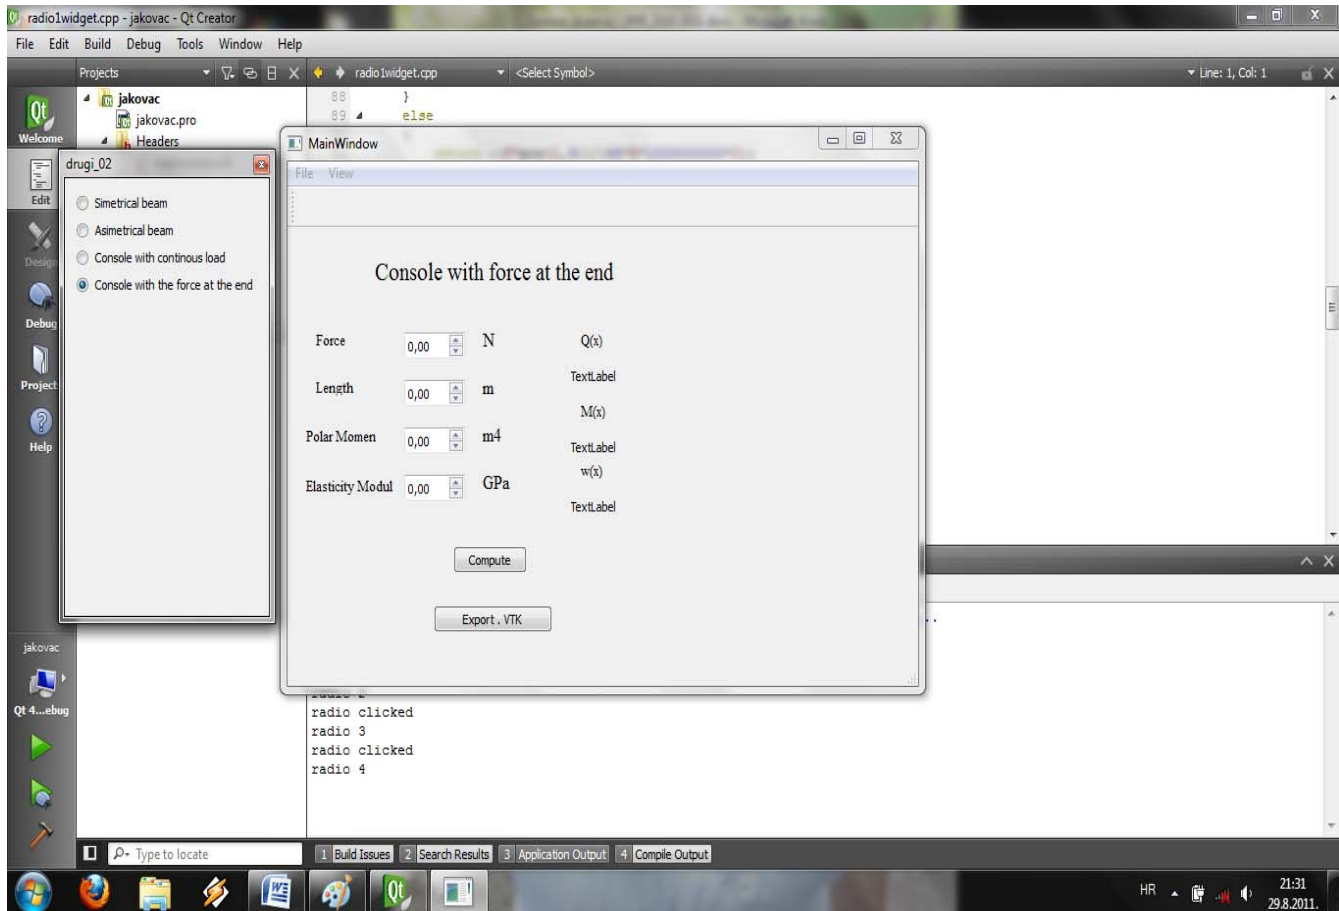 radio1widget.cpp - jakovac - Qt Creator
File Edit Build Debug Tools Window Help
Projects
radio1widget.cpp
<Select Symbol>
Line: 1, Col: 1
Welcome
Edit
Design
Debug
Project
Help
jakovac
Qt 4...ebug
jakovac
jakovac.pro
Headers
88 }
89 else
drugi_02
Simetrical beam
Asimetrical beam
Console with continous load
Console with the force at the end
MainWindow
File View
Console with force at the end
Force 0,00 N Q(x)
TextLabel
Length 0,00 m
M(x)
Polar Momen 0,00 m4
TextLabel
w(x)
Elasticity Modul 0,00 GPa
TextLabel
Compute
Export . VTK
radio clicked
radio 3
radio clicked
radio 4
Type to locate
1 Build Issues 2 Search Results 3 Application Output 4 Compile Output
HR
21:31
29.8.2011.